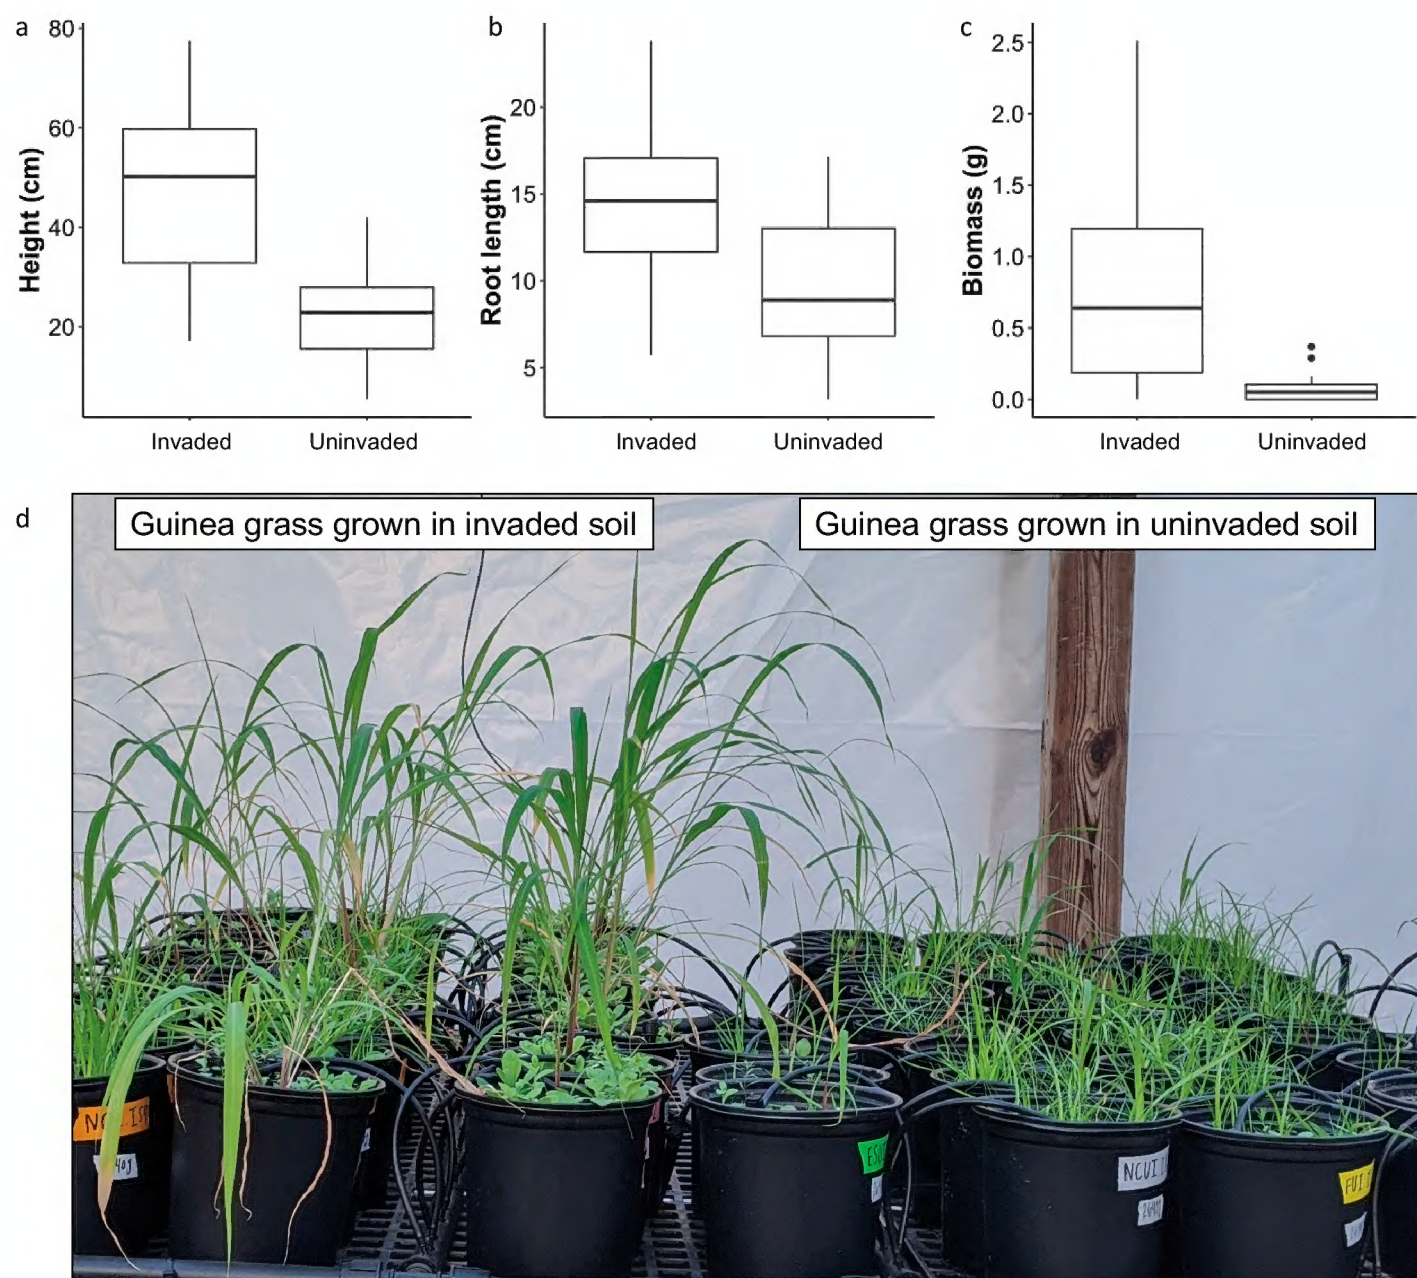 a
80
60
40
20
Height (cm)
Invaded Uninvaded
b
20
15
10
5
Root length (cm)
Invaded Uninvaded
c
2.5
2.0
1.5
1.0
0.5
0.0
Biomass (g)
Invaded Uninvaded
d
Guinea grass grown in invaded soil
Guinea grass grown in uninvaded soil
NCUI
FUI